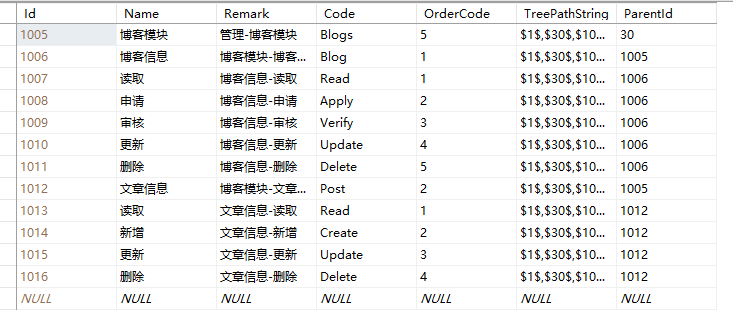 Id Name Remark Code OrderCode TreePathString ParentId
1005 博客模块 管理-博客模块 Blogs 5 $1$,$30$,$10... 30
1006 博客信息 博客模块-博客... Blog 1 $1$,$30$,$10... 1005
1007 读取 博客信息-读取 Read 1 $1$,$30$,$10... 1006
1008 申请 博客信息-申请 Apply 2 $1$,$30$,$10... 1006
1009 审核 博客信息-审核 Verify 3 $1$,$30$,$10... 1006
1010 更新 博客信息-更新 Update 4 $1$,$30$,$10... 1006
1011 删除 博客信息-删除 Delete 5 $1$,$30$,$10... 1006
1012 文章信息 博客模块-文章... Post 2 $1$,$30$,$10... 1005
1013 读取 文章信息-读取 Read 1 $1$,$30$,$10... 1012
1014 新增 文章信息-新增 Create 2 $1$,$30$,$10... 1012
1015 更新 文章信息-更新 Update 3 $1$,$30$,$10... 1012
1016 删除 文章信息-删除 Delete 4 $1$,$30$,$10... 1012
NULL NULL NULL NULL NULL NULL NULL